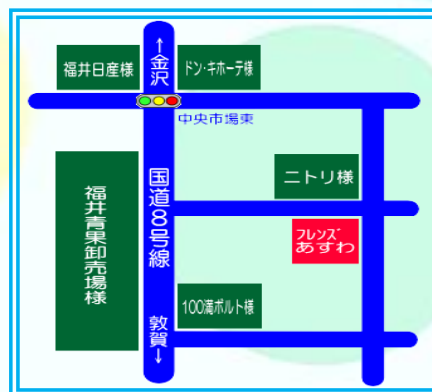 ↑金沢
福井日産様
ドン・キホーテ様
中央市場東
国道8号線
福井青果卸売場様
ニトリ様
フレンズ
あすわ
100満ボルト様
敦賀↓